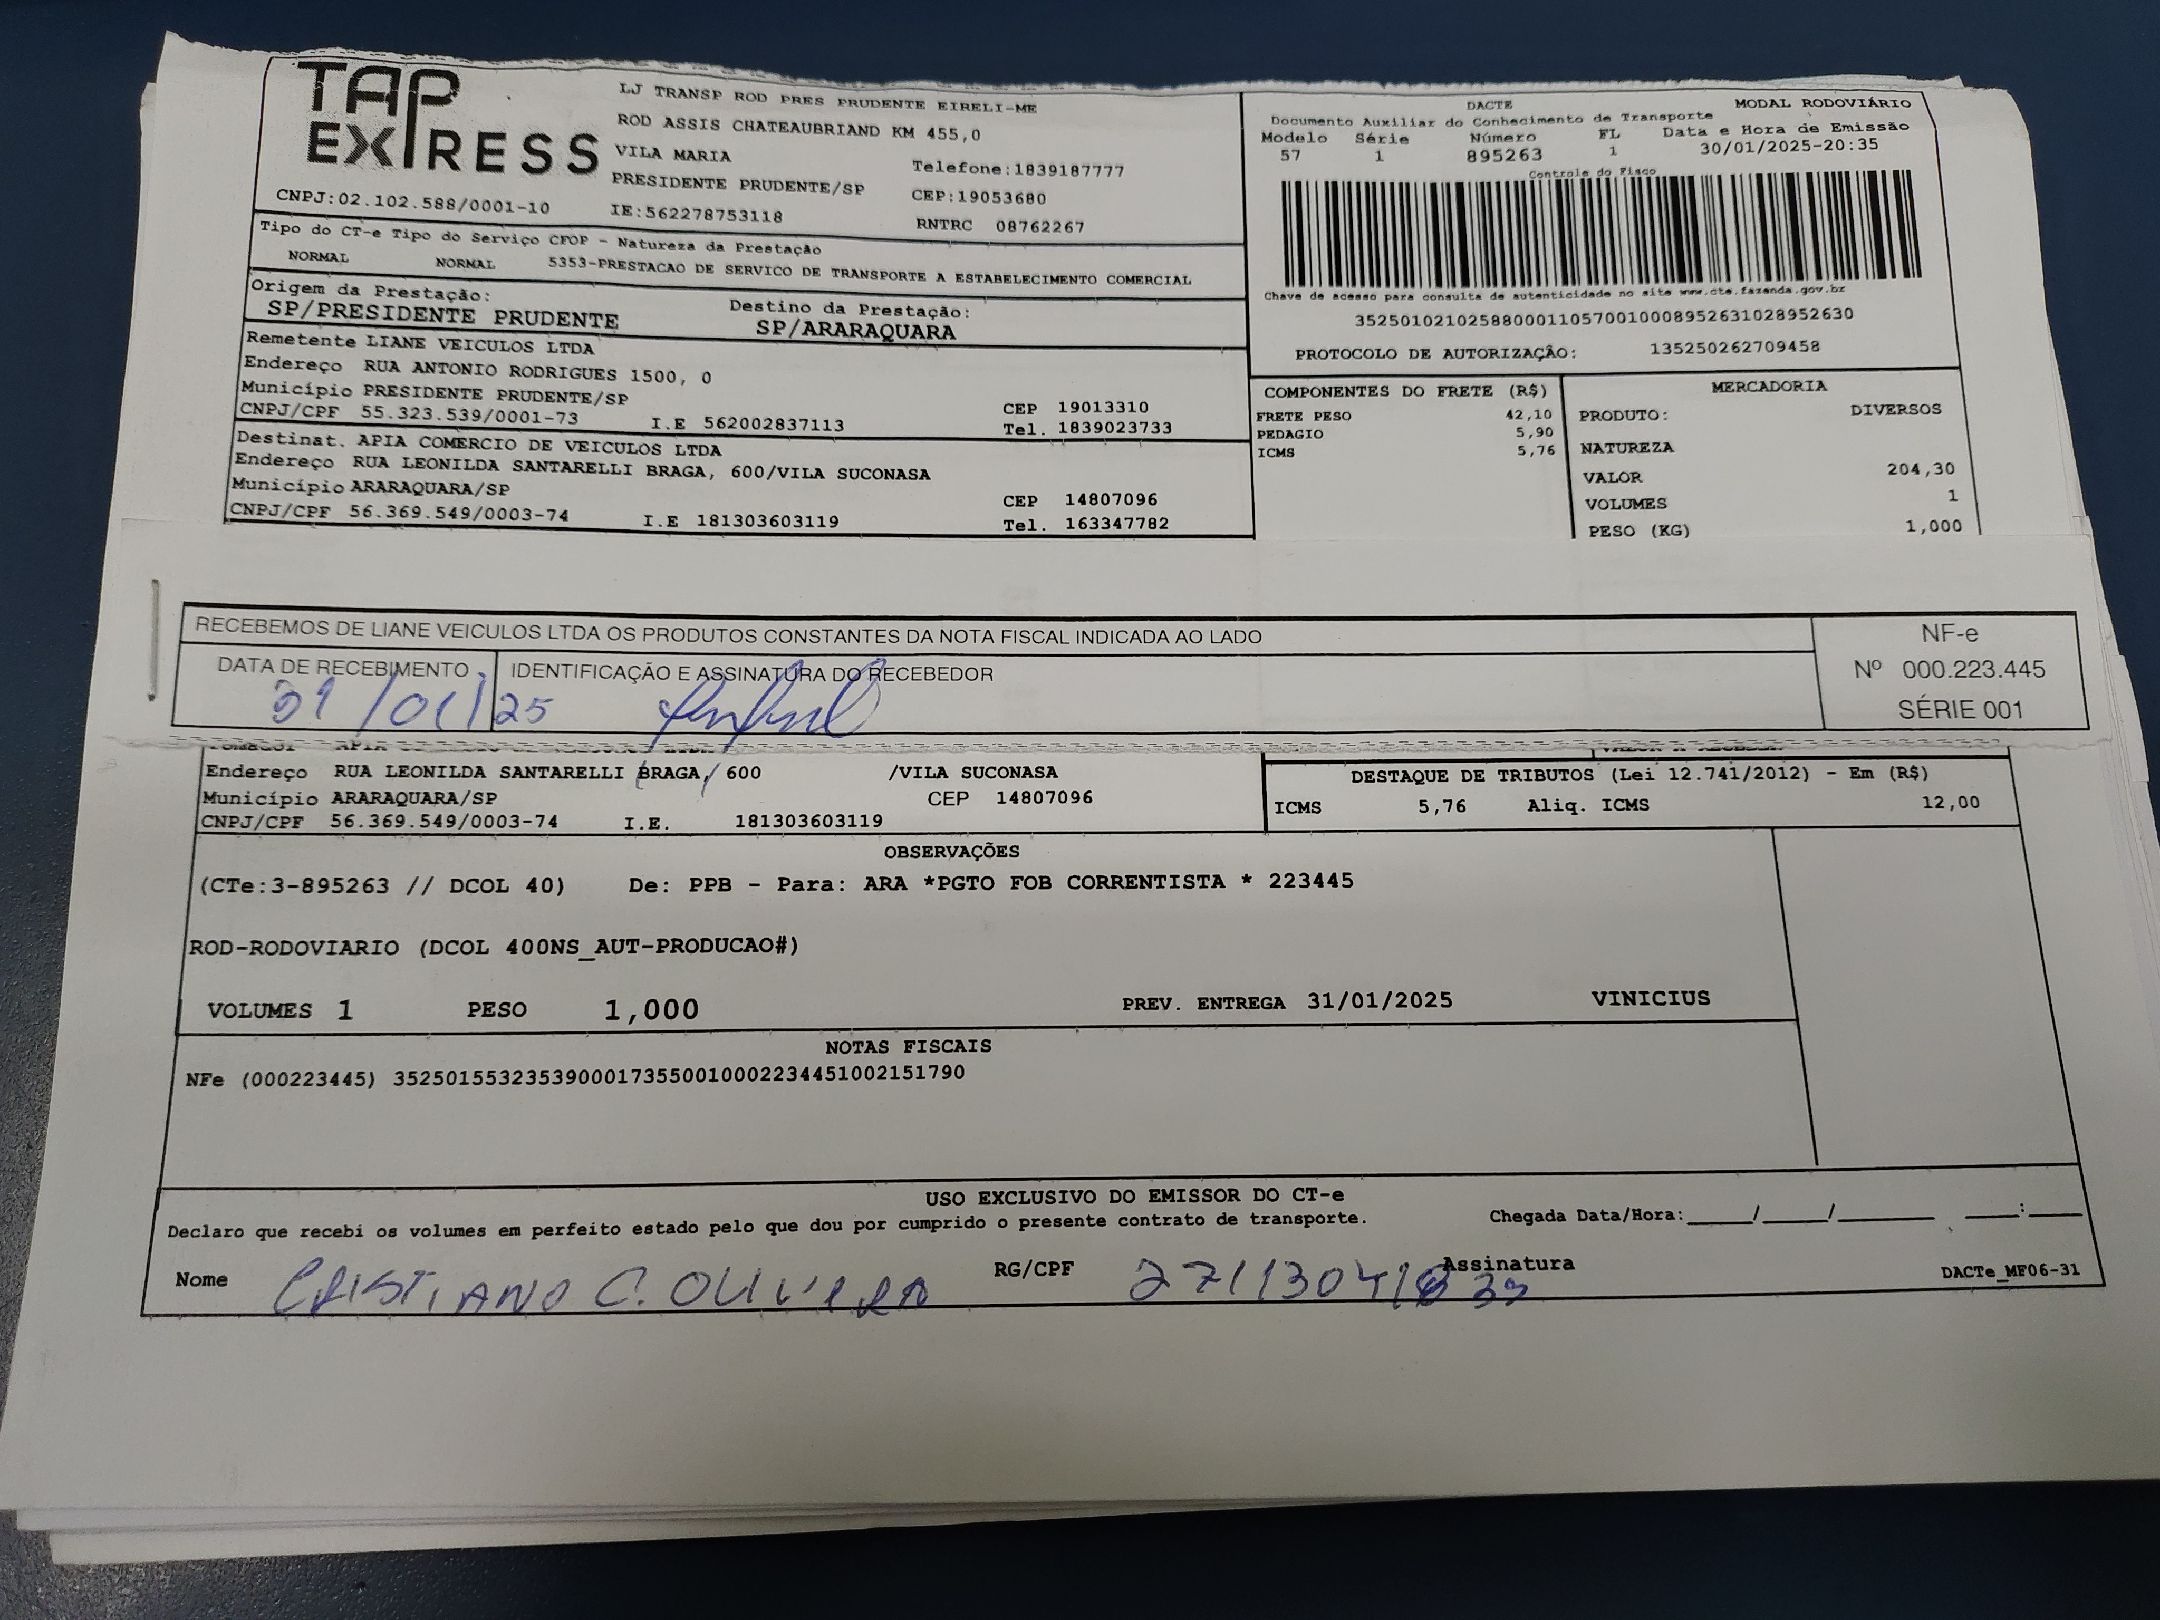 TAP EXPRESS
LJ TRANSP ROD PRES PRUDENTE EIRELI-ME
ROD ASSIS CHATEAUBRIAND KM 455,0
VILA MARIA Telefone:1839187777
PRESIDENTE PRUDENTE/SP CEP:19053680
CNPJ:02.102.588/0001-10 IE:562278753118 RNTRC 08762267
DACTE MODAL RODOVIÁRIO
Documento Auxiliar do Conhecimento de Transporte
Modelo Série Número FL Data e Hora de Emissão
57 1 895263 1 30/01/2025-20:35
Controle do Fisco
Chave de acesso para consulta de autenticidade no site www.cte.fazenda.gov.br
35250102102588000110570010008952631028952630
PROTOCOLO DE AUTORIZAÇÃO: 135250262709458
Tipo do CT-e Tipo do Serviço CFOP - Natureza da Prestação
NORMAL NORMAL 5353-PRESTACAO DE SERVICO DE TRANSPORTE A ESTABELECIMENTO COMERCIAL
Origem da Prestação: Destino da Prestação:
SP/PRESIDENTE PRUDENTE SP/ARARAQUARA
Remetente LIANE VEICULOS LTDA
Endereço RUA ANTONIO RODRIGUES 1500, 0
Município PRESIDENTE PRUDENTE/SP CEP 19013310
CNPJ/CPF 55.323.539/0001-73 I.E 562002837113 Tel. 1839023733
Destinat. APIA COMERCIO DE VEICULOS LTDA
Endereço RUA LEONILDA SANTARELLI BRAGA, 600/VILA SUCONASA
Município ARARAQUARA/SP CEP 14807096
CNPJ/CPF 56.369.549/0003-74 I.E 181303603119 Tel. 163347782
COMPONENTES DO FRETE (R$)
FRETE PESO 42,10
PEDAGIO 5,90
ICMS 5,76
MERCADORIA
PRODUTO: DIVERSOS
NATUREZA
VALOR 204,30
VOLUMES 1
PESO (KG) 1,000
RECEBEMOS DE LIANE VEICULOS LTDA OS PRODUTOS CONSTANTES DA NOTA FISCAL INDICADA AO LADO
DATA DE RECEBIMENTO IDENTIFICAÇÃO E ASSINATURA DO RECEBEDOR
31/01/25
NF-e
Nº 000.223.445
SÉRIE 001
Endereço RUA LEONILDA SANTARELLI BRAGA, 600 /VILA SUCONASA
Município ARARAQUARA/SP CEP 14807096
CNPJ/CPF 56.369.549/0003-74 I.E. 181303603119
DESTAQUE DE TRIBUTOS (Lei 12.741/2012) - Em (R$)
ICMS 5,76 Aliq. ICMS 12,00
OBSERVAÇÕES
(CTe:3-895263 // DCOL 40) De: PPB - Para: ARA *PGTO FOB CORRENTISTA * 223445
ROD-RODOVIARIO (DCOL 400NS_AUT-PRODUCAO#)
VOLUMES 1 PESO 1,000 PREV. ENTREGA 31/01/2025 VINICIUS
NOTAS FISCAIS
NFe (000223445) 35250155323539000173550010002234451002151790
USO EXCLUSIVO DO EMISSOR DO CT-e
Declaro que recebi os volumes em perfeito estado pelo que dou por cumprido o presente contrato de transporte. Chegada Data/Hora:____/____/______ ___:___
Nome CRISTIANO C. OLIVEIRA RG/CPF Assinatura DACTe_MF06-31